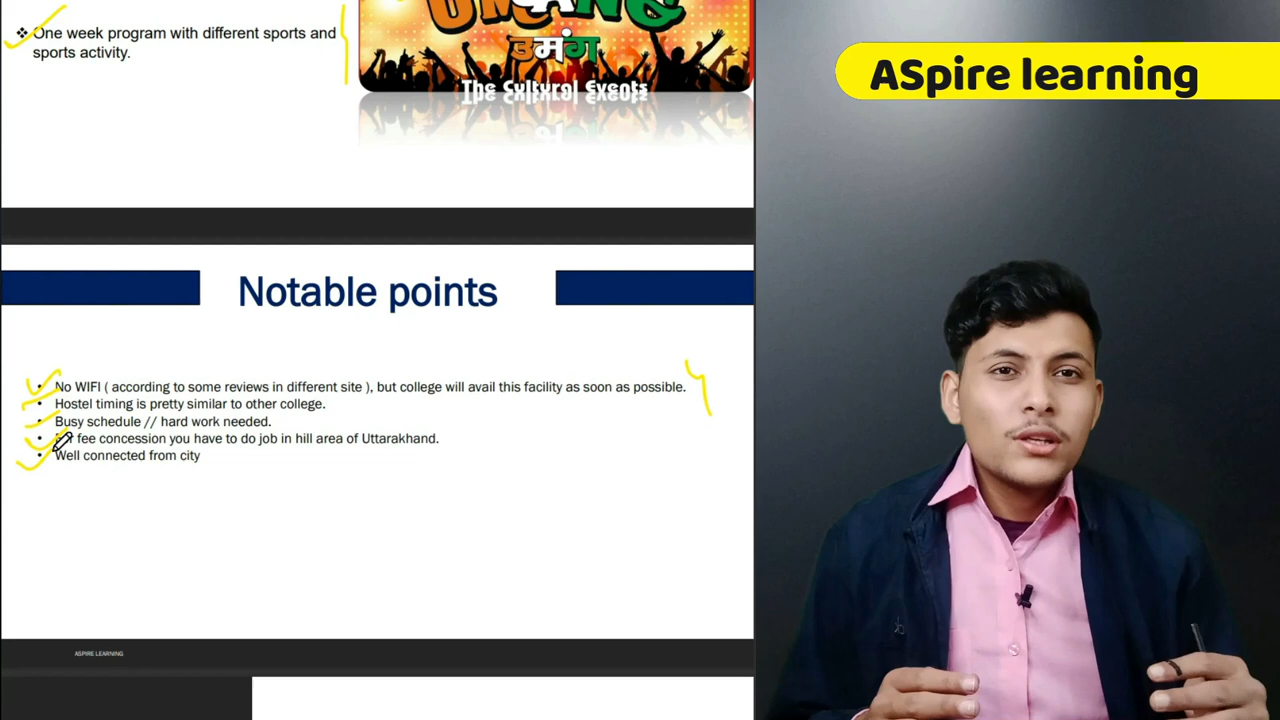 ❖ One week program with different sports and
sports activity.
उमंग
The Cultural Events
ASpire learning
Notable points
• No WIFI ( according to some reviews in different site ), but college will avail this facility as soon as possible.
• Hostel timing is pretty similar to other college.
• Busy schedule // hard work needed.
• fee concession you have to do job in hill area of Uttarakhand.
• Well connected from city
ASPIRE LEARNING